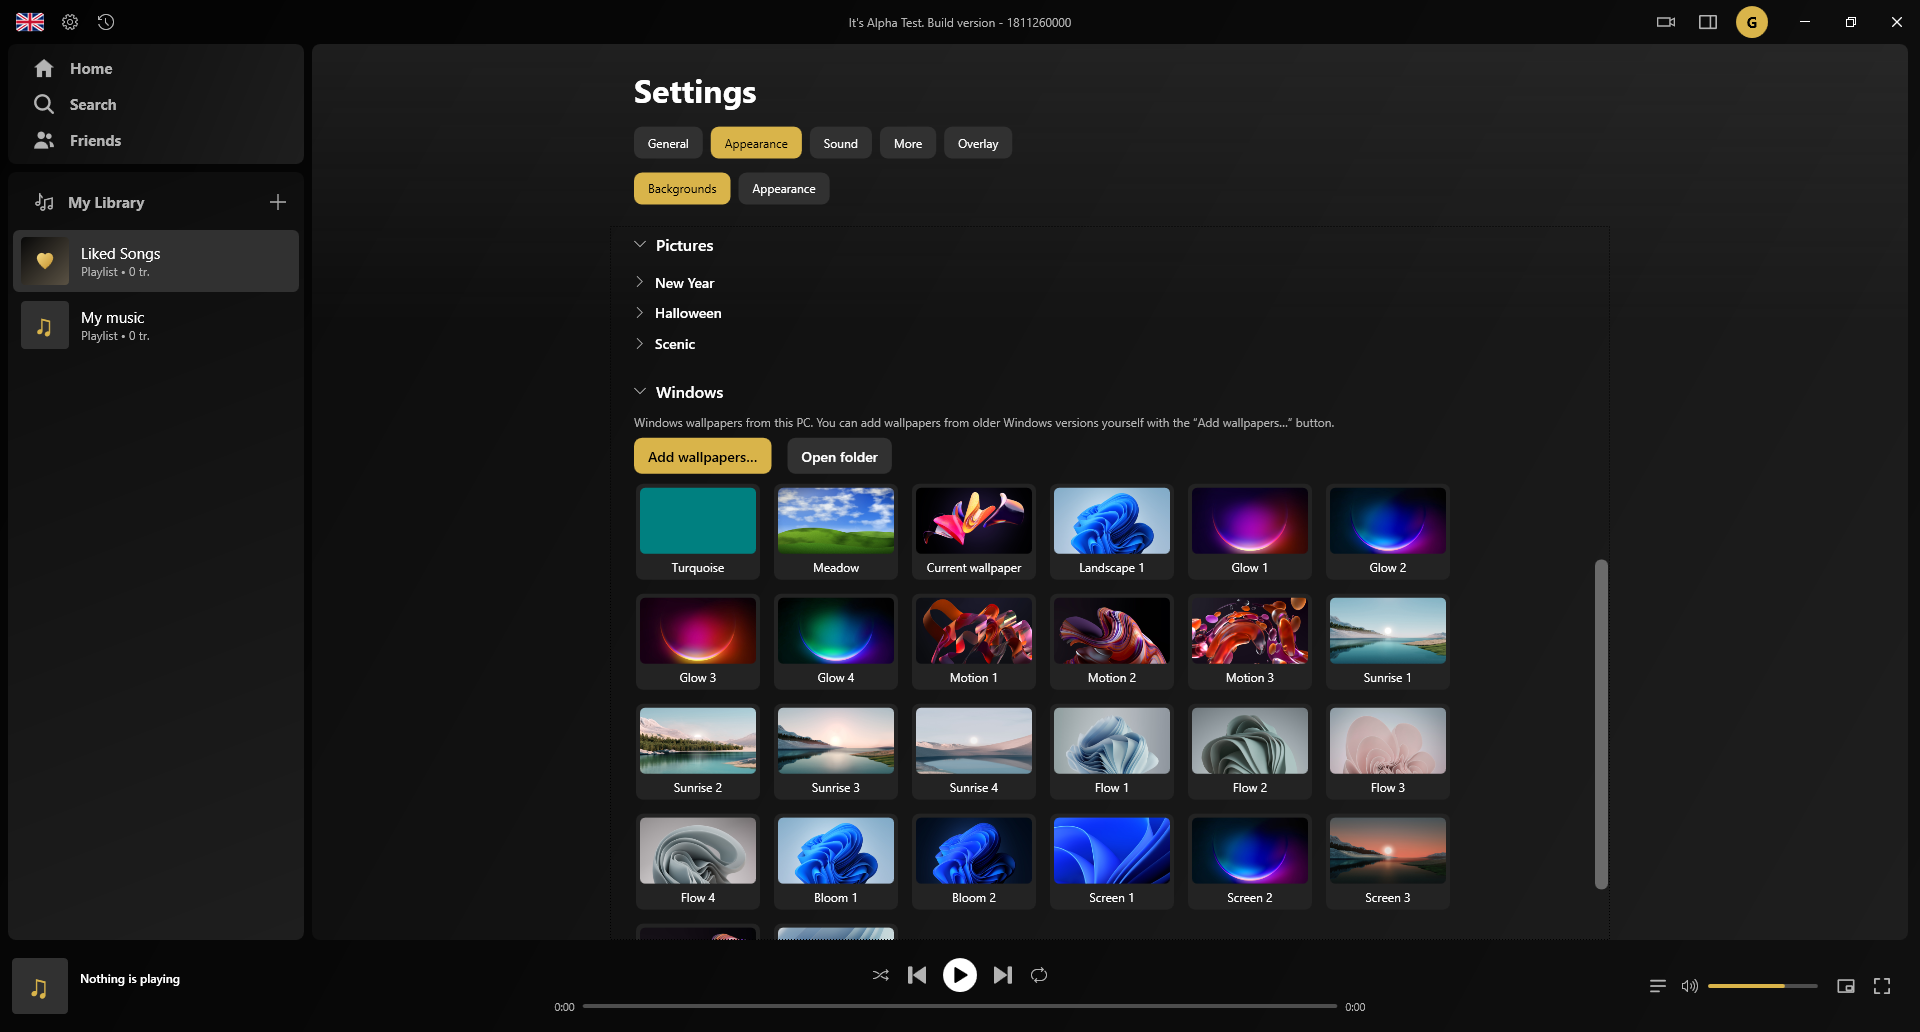 It's Alpha Test. Build version - 1811260000
G
Home
Search
Friends
My Library
Liked Songs
Playlist • 0 tr.
My music
Playlist • 0 tr.
Settings
General
Appearance
Sound
More
Overlay
Backgrounds
Appearance
Pictures
New Year
Halloween
Scenic
Windows
Windows wallpapers from this PC. You can add wallpapers from older Windows versions yourself with the “Add wallpapers...” button.
Add wallpapers...
Open folder
Turquoise
Meadow
Current wallpaper
Landscape 1
Glow 1
Glow 2
Glow 3
Glow 4
Motion 1
Motion 2
Motion 3
Sunrise 1
Sunrise 2
Sunrise 3
Sunrise 4
Flow 1
Flow 2
Flow 3
Flow 4
Bloom 1
Bloom 2
Screen 1
Screen 2
Screen 3
Nothing is playing
0:00
0:00